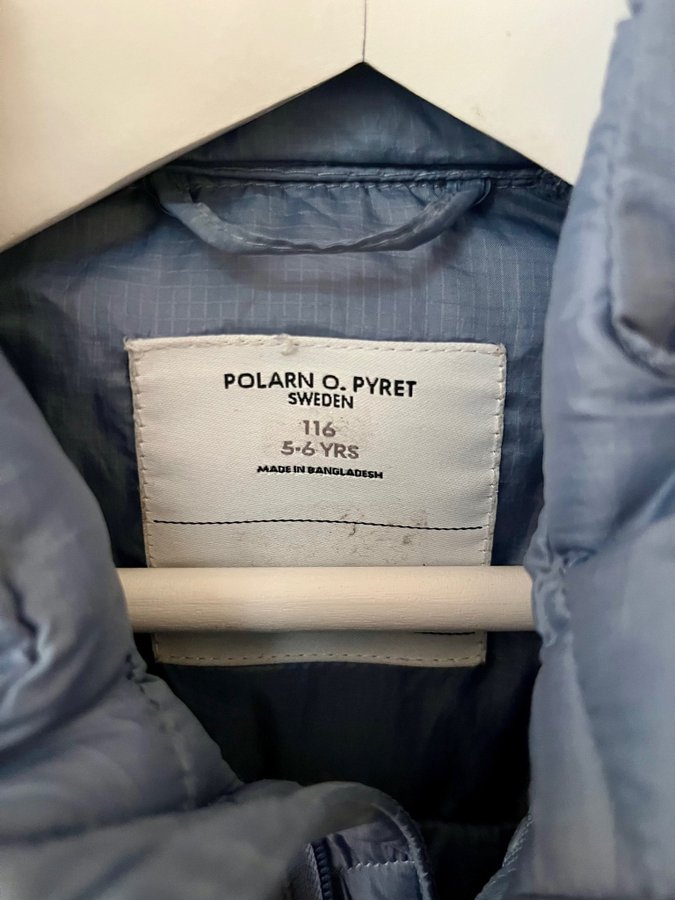 POLARN O. PYRET
SWEDEN
116
5-6 YRS
MADE IN BANGLADESH